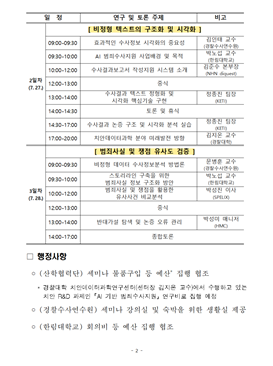 일 정 연구 및 토론 주제 비고
[ 비정형 텍스트의 구조화 및 시각화 ]
2일차
(7.27.)
09:00-09:30 효과적인 수사정보 시각화의 중요성 김인태 교수
(경찰수사연수원)
09:30-10:00 AI 범죄수사지원 사업배경 및 목적 박노섭 교수
(한림대학교)
10:00-12:00 수사결과보고서 작성지원 시스템 소개 김준수 본부장
(NHN diquest)
12:00-13:00 중식
13:00-14:00 수사결과 텍스트 정형화 및
시각화 핵심기술 구현 정종진 팀장
(KETI)
14:00-14:30 토론 및 휴식
14:30-17:00 수사결과 논증 구조 및 시각화 분석 실습 정종진 팀장
(KETI)
17:00-20:00 치안데이터과학 분야 미래발전 방향 김지온 교수
(경찰대학)
[ 범죄사실 및 쟁점 유사도 검증 ]
3일차
(7.28.)
09:00-09:30 비정형 데이터 수사정보분석 방법론 문병훈 교수
(경찰수사연수원)
09:30-10:00 스토리라인 구축을 위한
범죄사실 정보 구조화 방안 박노섭 교수
(한림대학교)
10:00-12:00 범죄사실 및 쟁점을 활용한
유사사건 비교분석 박성진 이사
12:00-13:00 중식
13:00-14:00 반대가설 탐색 및 논증 오류 관리 박성미 매니저
(HMC)
14:00-17:00 종합토론
□ 행정사항
○ (산학협력단) 세미나 물품구입 등 예산* 집행 협조
* 경찰대학 치안데이터과학연구센터(센터장 김지온 교수)에서 수행하고 있는
치안 R&D 과제인 『AI 기반 범죄수사지원』 연구비로 집행 예정
○ (경찰수사연수원) 세미나 강의실 및 숙박을 위한 생활실 제공
○ (한림대학교) 회의비 등 예산 집행 협조
- 2 -